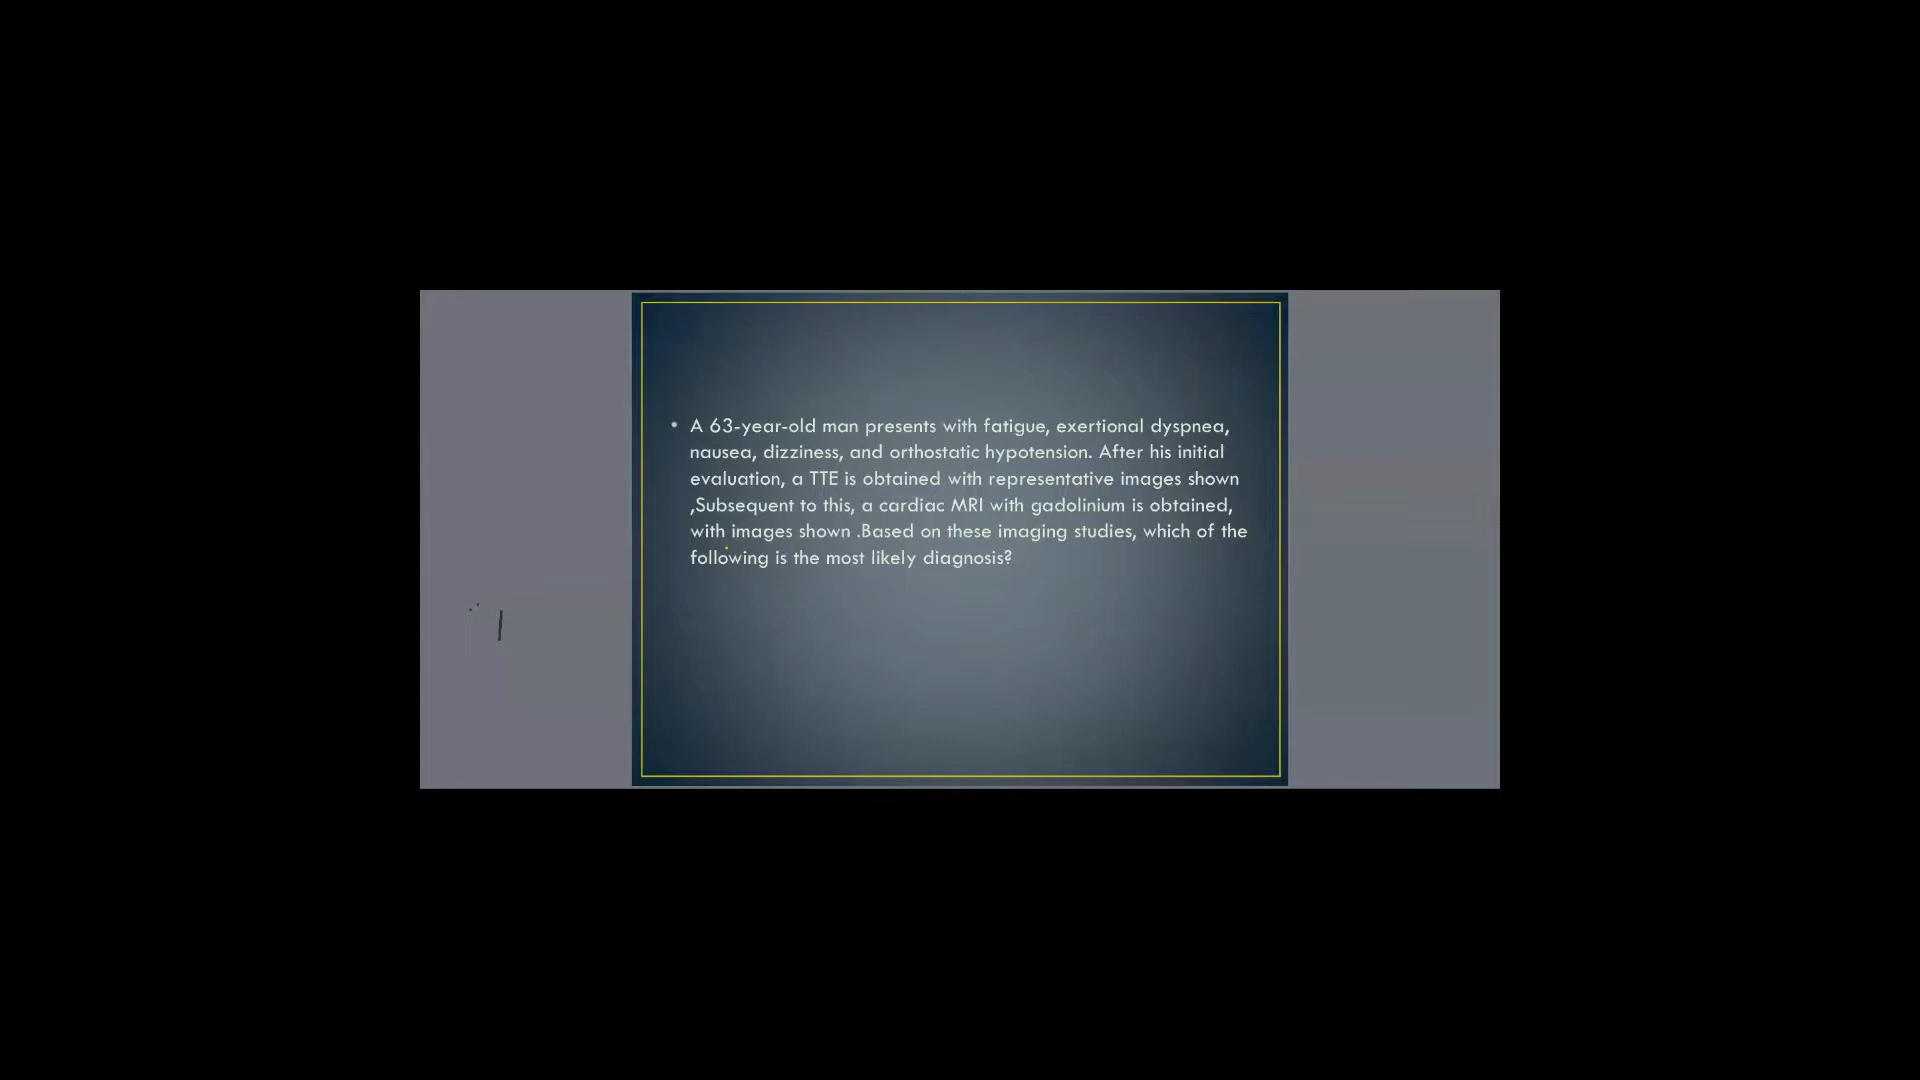 • A 63-year-old man presents with fatigue, exertional dyspnea,
nausea, dizziness, and orthostatic hypotension. After his initial
evaluation, a TTE is obtained with representative images shown
,Subsequent to this, a cardiac MRI with gadolinium is obtained,
with images shown .Based on these imaging studies, which of the
following is the most likely diagnosis?